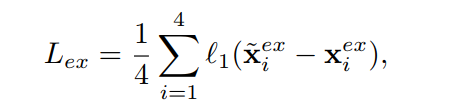 L_{ex} = \frac{1}{4} \sum_{i=1}^{4} \ell_1(\tilde{\mathbf{x}}_i^{ex} - \mathbf{x}_i^{ex}),